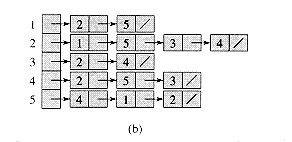 1 2 5 /
2 1 5 3 4 /
3 2 4 /
4 2 5 3 /
5 4 1 2 /
(b)